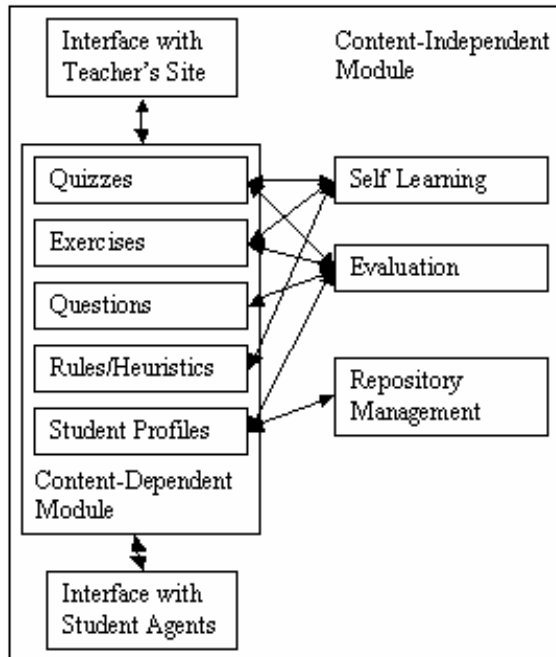 Interface with
Teacher's Site
Content-Independent
Module
Quizzes
Exercises
Questions
Rules/Heuristics
Student Profiles
Content-Dependent
Module
Self Learning
Evaluation
Repository
Management
Interface with
Student Agents